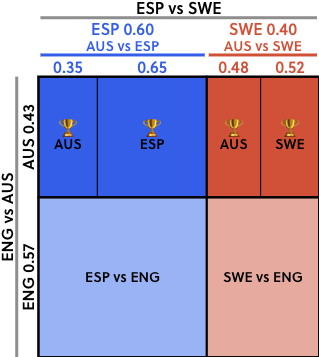 ESP vs SWE
ESP 0.60 SWE 0.40
AUS vs ESP AUS vs SWE
0.35 0.65 0.48 0.52
ENG vs AUS
AUS 0.43
AUS ESP AUS SWE
ENG 0.57
ESP vs ENG SWE vs ENG